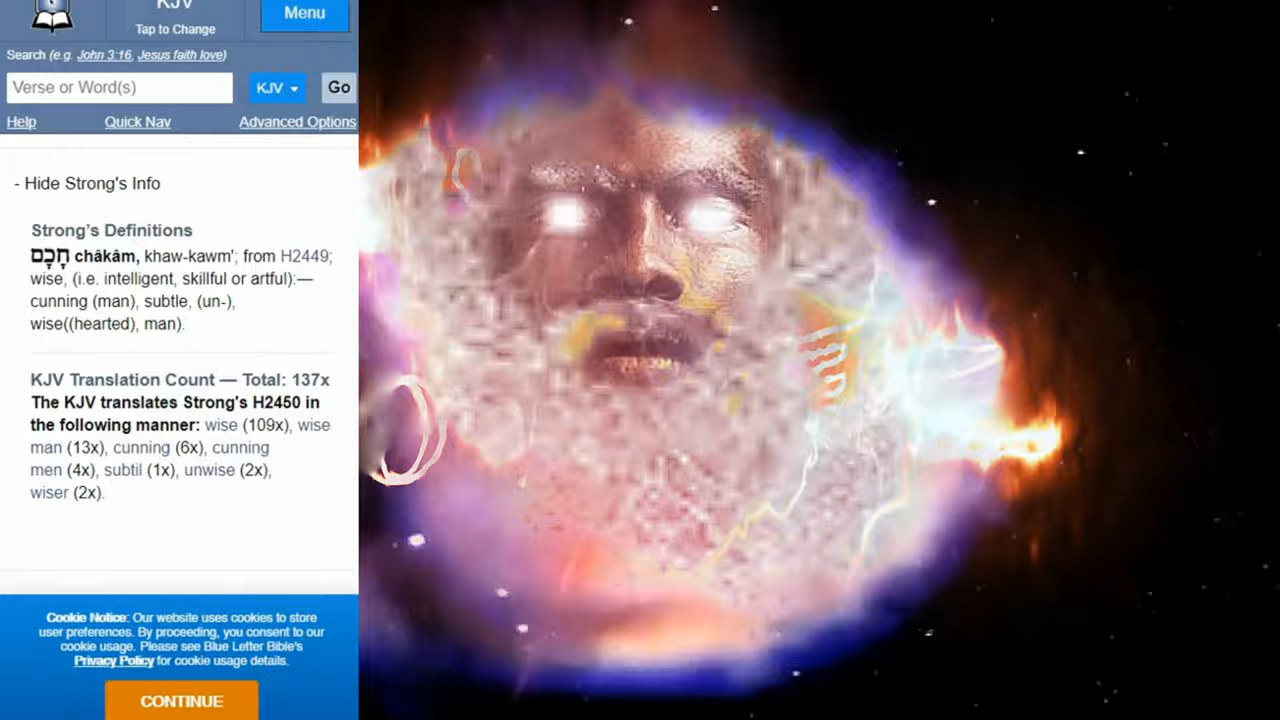 KJV
Menu
Tap to Change
Search (e.g. John 3:16, Jesus faith love)
Verse or Word(s)
KJV
Go
Help
Quick Nav
Advanced Options
- Hide Strong's Info
Strong's Definitions
חָכָם châkâm, khaw-kawm'; from H2449;
wise, (i.e. intelligent, skillful or artful):—
cunning (man), subtle, (un-),
wise((hearted), man).
KJV Translation Count — Total: 137x
The KJV translates Strong's H2450 in
the following manner: wise (109x), wise
man (13x), cunning (6x), cunning
men (4x), subtil (1x), unwise (2x),
wiser (2x).
Cookie Notice: Our website uses cookies to store
user preferences. By proceeding, you consent to our
cookie usage. Please see Blue Letter Bible's
Privacy Policy for cookie usage details.
CONTINUE